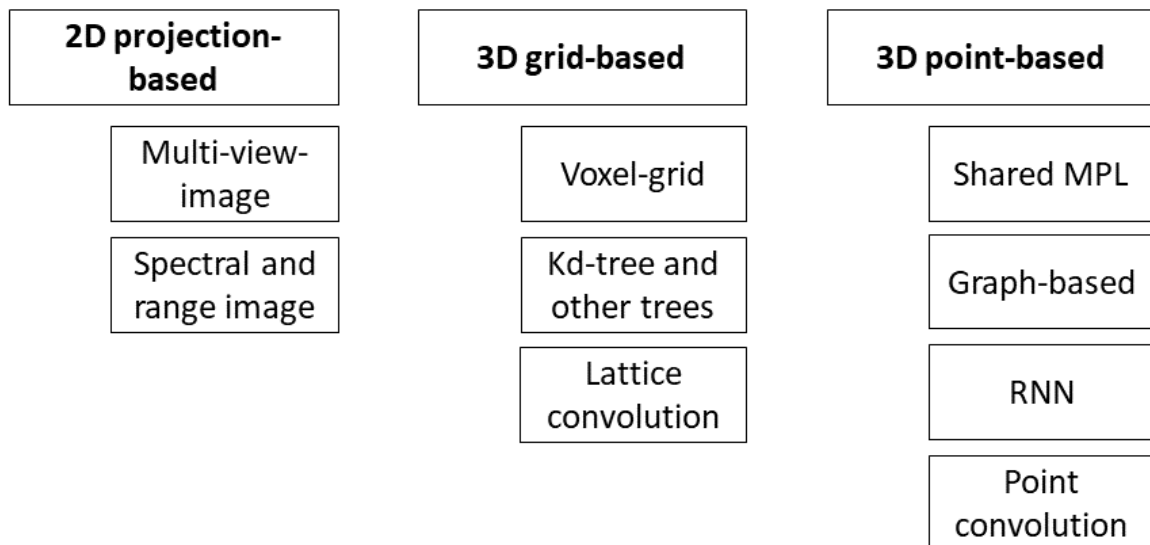 2D projection-
based
Multi-view-
image
Spectral and
range image
3D grid-based
Voxel-grid
Kd-tree and
other trees
Lattice
convolution
3D point-based
Shared MPL
Graph-based
RNN
Point
convolution